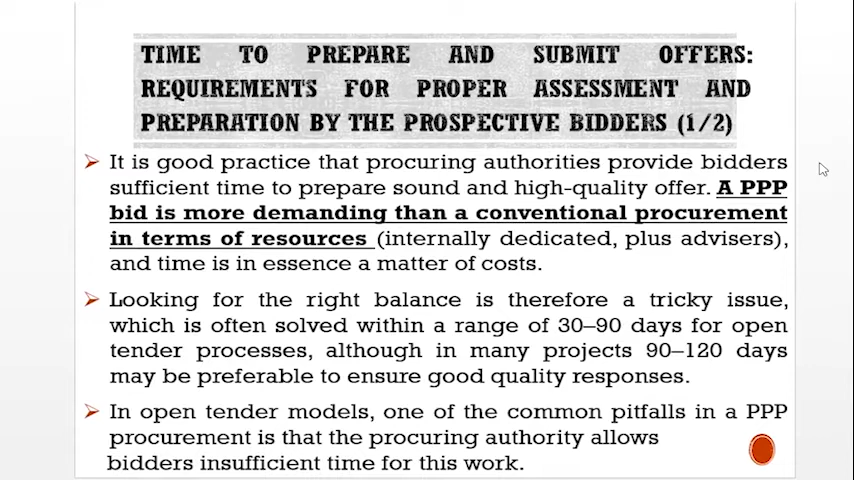 TIME TO PREPARE AND SUBMIT OFFERS:
REQUIREMENTS FOR PROPER ASSESSMENT AND
PREPARATION BY THE PROSPECTIVE BIDDERS (1/2)
It is good practice that procuring authorities provide bidders
sufficient time to prepare sound and high-quality offer. A PPP
bid is more demanding than a conventional procurement
in terms of resources (internally dedicated, plus advisers),
and time is in essence a matter of costs.
Looking for the right balance is therefore a tricky issue,
which is often solved within a range of 30–90 days for open
tender processes, although in many projects 90–120 days
may be preferable to ensure good quality responses.
In open tender models, one of the common pitfalls in a PPP
procurement is that the procuring authority allows
bidders insufficient time for this work.